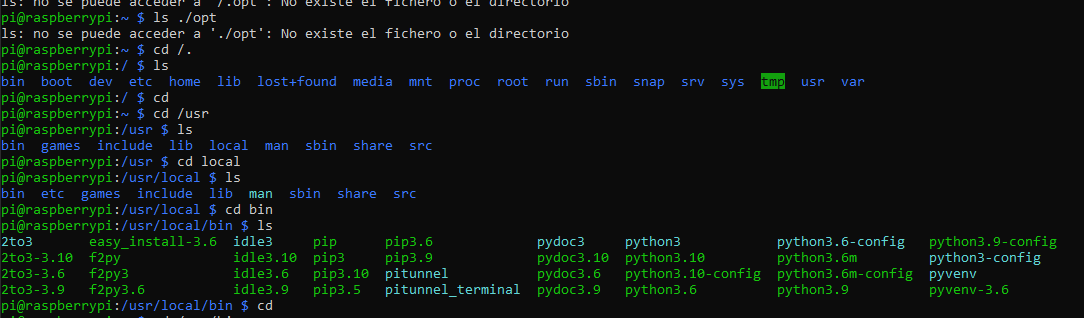 ls: no se puede acceder a '/.opt': No existe el fichero o el directorio
pi@raspberrypi:~ $ ls ./opt
ls: no se puede acceder a './opt': No existe el fichero o el directorio
pi@raspberrypi:~ $ cd /.
pi@raspberrypi:/ $ ls
bin  boot  dev  etc  home  lib  lost+found  media  mnt  proc  root  run  sbin  snap  srv  sys  tmp  usr  var
pi@raspberrypi:/ $ cd
pi@raspberrypi:~ $ cd /usr
pi@raspberrypi:/usr $ ls
bin  games  include  lib  local  man  sbin  share  src
pi@raspberrypi:/usr $ cd local
pi@raspberrypi:/usr/local $ ls
bin  etc  games  include  lib  man  sbin  share  src
pi@raspberrypi:/usr/local $ cd bin
pi@raspberrypi:/usr/local/bin $ ls
2to3       easy_install-3.6  idle3     pip      pip3.6            pydoc3     python3            python3.6-config   python3.9-config
2to3-3.10  f2py              idle3.10  pip3     pip3.9            pydoc3.10  python3.10         python3.6m         python3-config
2to3-3.6   f2py3             idle3.6   pip3.10  pitunnel          pydoc3.6   python3.10-config  python3.6m-config  pyvenv
2to3-3.9   f2py3.6           idle3.9   pip3.5   pitunnel_terminal  pydoc3.9   python3.6          python3.9          pyvenv-3.6
pi@raspberrypi:/usr/local/bin $ cd